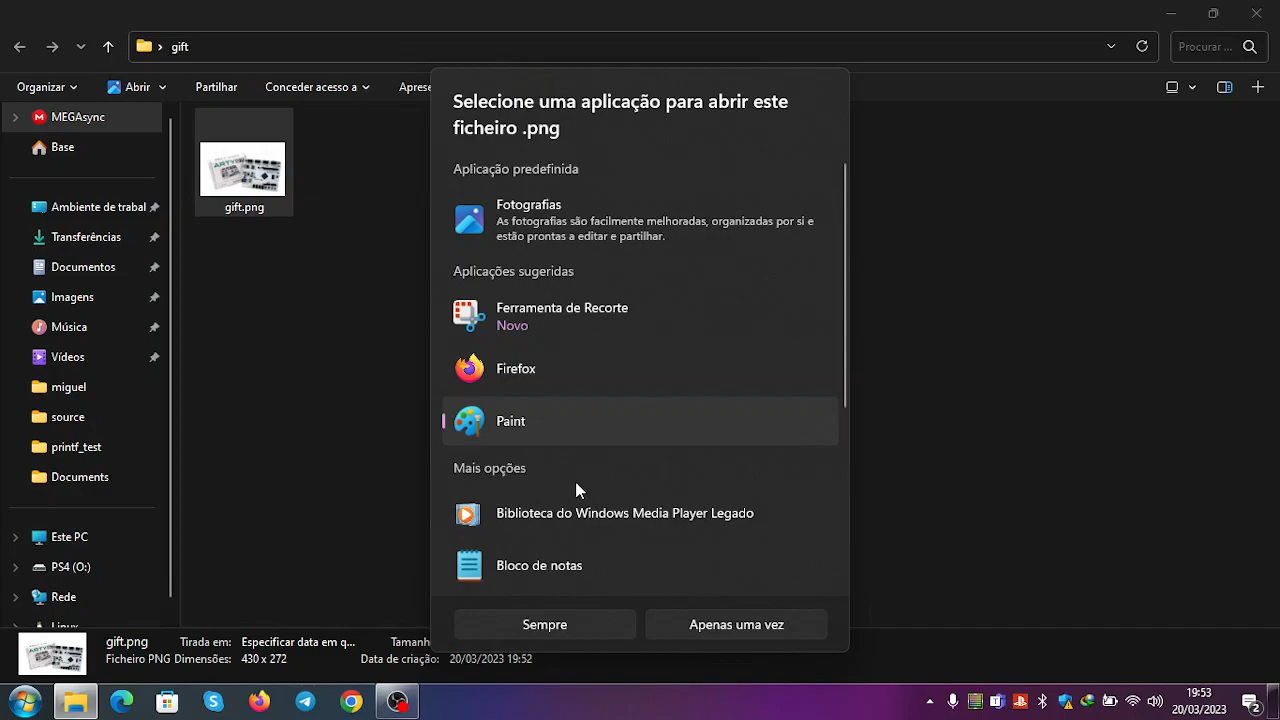 gift
Procurar ...
Organizar
Abrir
Partilhar
Conceder acesso a
Aprese
MEGAsync
Base
Ambiente de trabal
Transferências
Documentos
Imagens
Música
Vídeos
miguel
source
printf_test
Documents
Este PC
PS4 (O:)
Rede
Linux
gift.png
Selecione uma aplicação para abrir este
ficheiro .png
Aplicação predefinida
Fotografias
As fotografias são facilmente melhoradas, organizadas por si e
estão prontas a editar e partilhar.
Aplicações sugeridas
Ferramenta de Recorte
Novo
Firefox
Paint
Mais opções
Biblioteca do Windows Media Player Legado
Bloco de notas
Sempre
Apenas uma vez
gift.png
Tirada em: Especificar data em q...
Tamanho
Ficheiro PNG
Dimensões: 430 x 272
Data de criação: 20/03/2023 19:52
19:53
20/03/2023
2